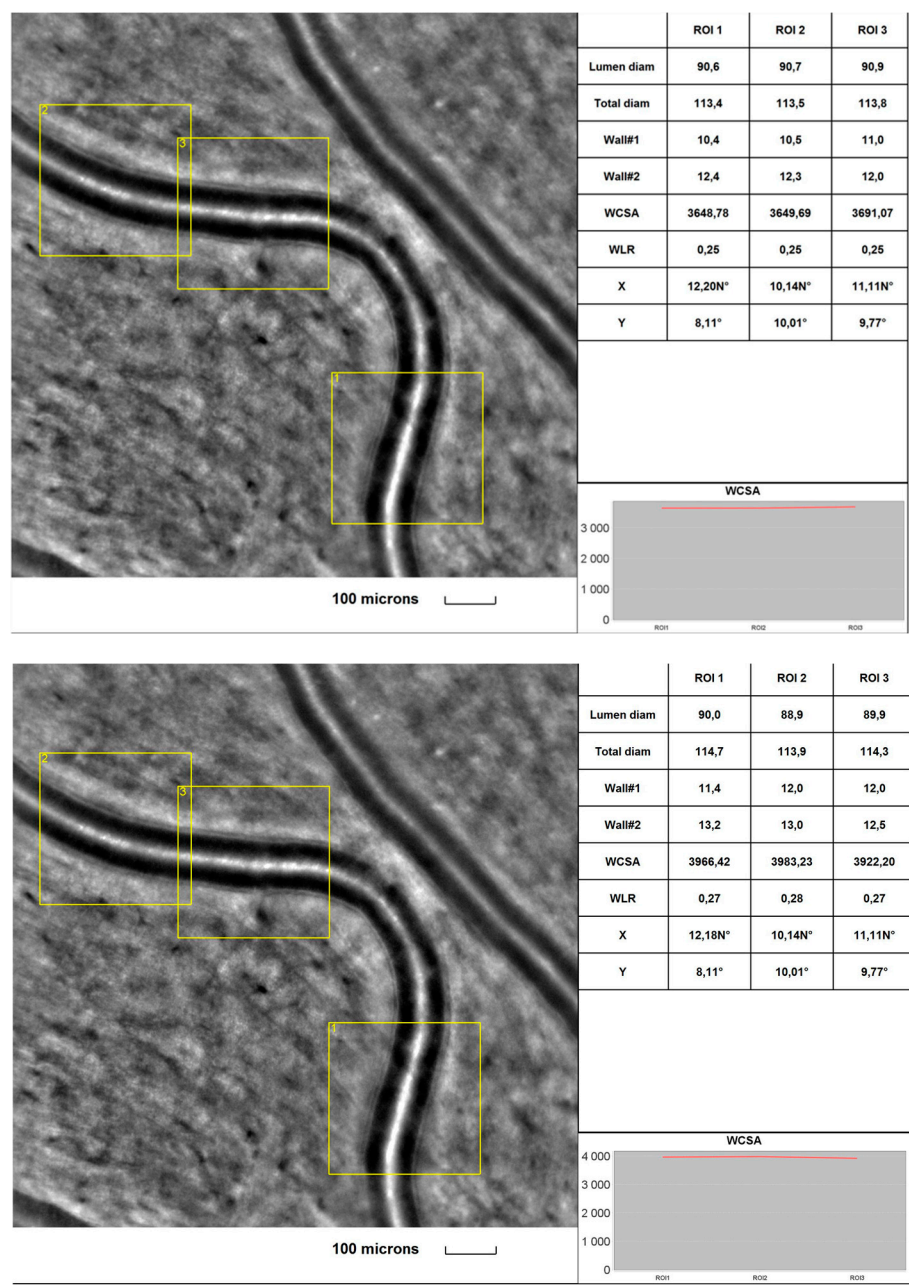 ROI 1 ROI 2 ROI 3
Lumen diam 90,6 90,7 90,9
Total diam 113,4 113,5 113,8
Wall#1 10,4 10,5 11,0
Wall#2 12,4 12,3 12,0
WCSA 3648,78 3649,69 3691,07
WLR 0,25 0,25 0,25
X 12,20N° 10,14N° 11,11N°
Y 8,11° 10,01° 9,77°
2
3
1
WCSA
3 000
2 000
1 000
0
ROI1 ROI2 ROI3
100 microns
ROI 1 ROI 2 ROI 3
Lumen diam 90,0 88,9 89,9
Total diam 114,7 113,9 114,3
Wall#1 11,4 12,0 12,0
Wall#2 13,2 13,0 12,5
WCSA 3966,42 3983,23 3922,20
WLR 0,27 0,28 0,27
X 12,18N° 10,14N° 11,11N°
Y 8,11° 10,01° 9,77°
2
3
1
WCSA
4 000
3 000
2 000
1 000
0
ROI1 ROI2 ROI3
100 microns